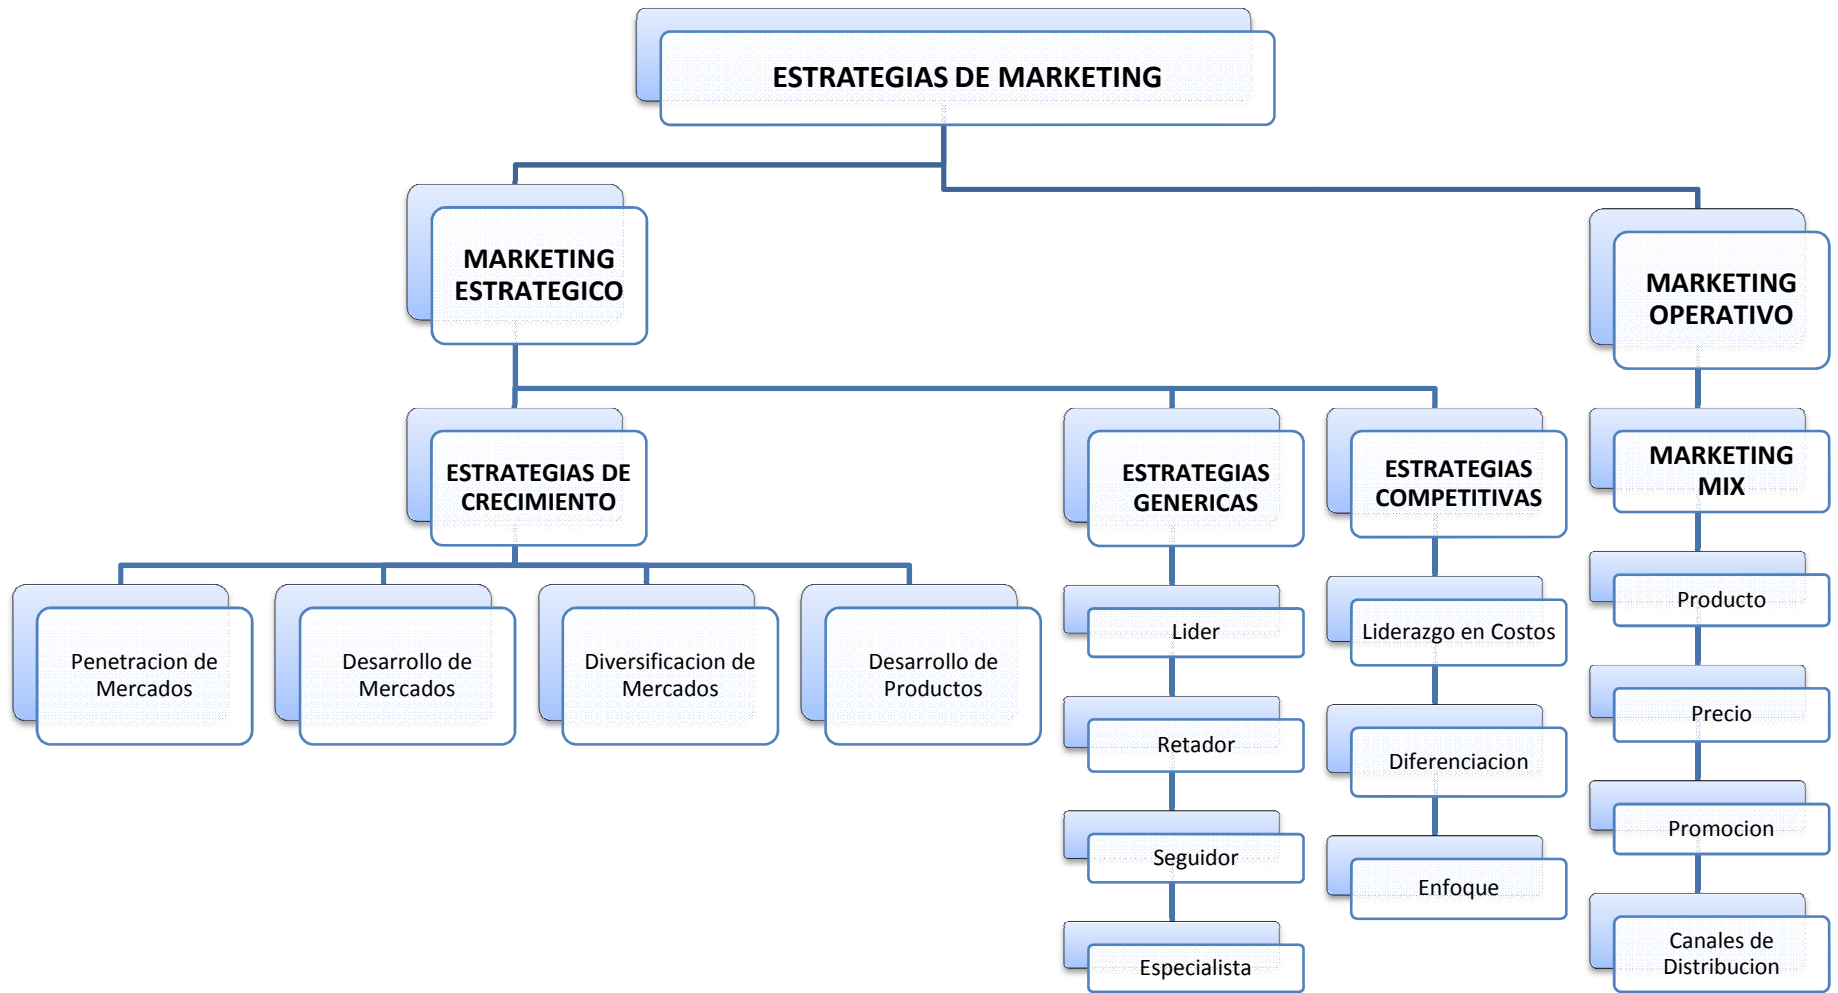 ESTRATEGIAS DE MARKETING
MARKETING
ESTRATEGICO
MARKETING
OPERATIVO
ESTRATEGIAS DE
CRECIMIENTO
ESTRATEGIAS
GENERICAS
ESTRATEGIAS
COMPETITIVAS
MARKETING
MIX
Penetracion de
Mercados
Desarrollo de
Mercados
Diversificacion de
Mercados
Desarrollo de
Productos
Lider
Retador
Seguidor
Especialista
Liderazgo en Costos
Diferenciacion
Enfoque
Producto
Precio
Promocion
Canales de
Distribucion